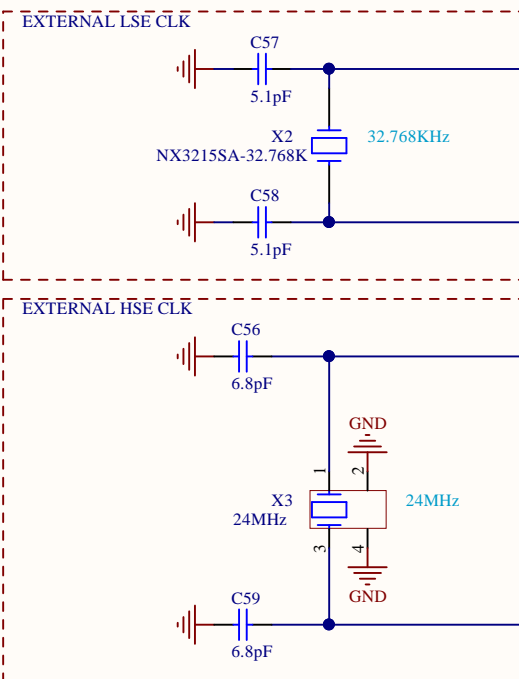 EXTERNAL LSE CLK
C57
5.1pF
X2
32.768KHz
NX3215SA-32.768K
C58
5.1pF
EXTERNAL HSE CLK
C56
6.8pF
GND
1
2
X3
24MHz
24MHz
3
4
GND
C59
6.8pF